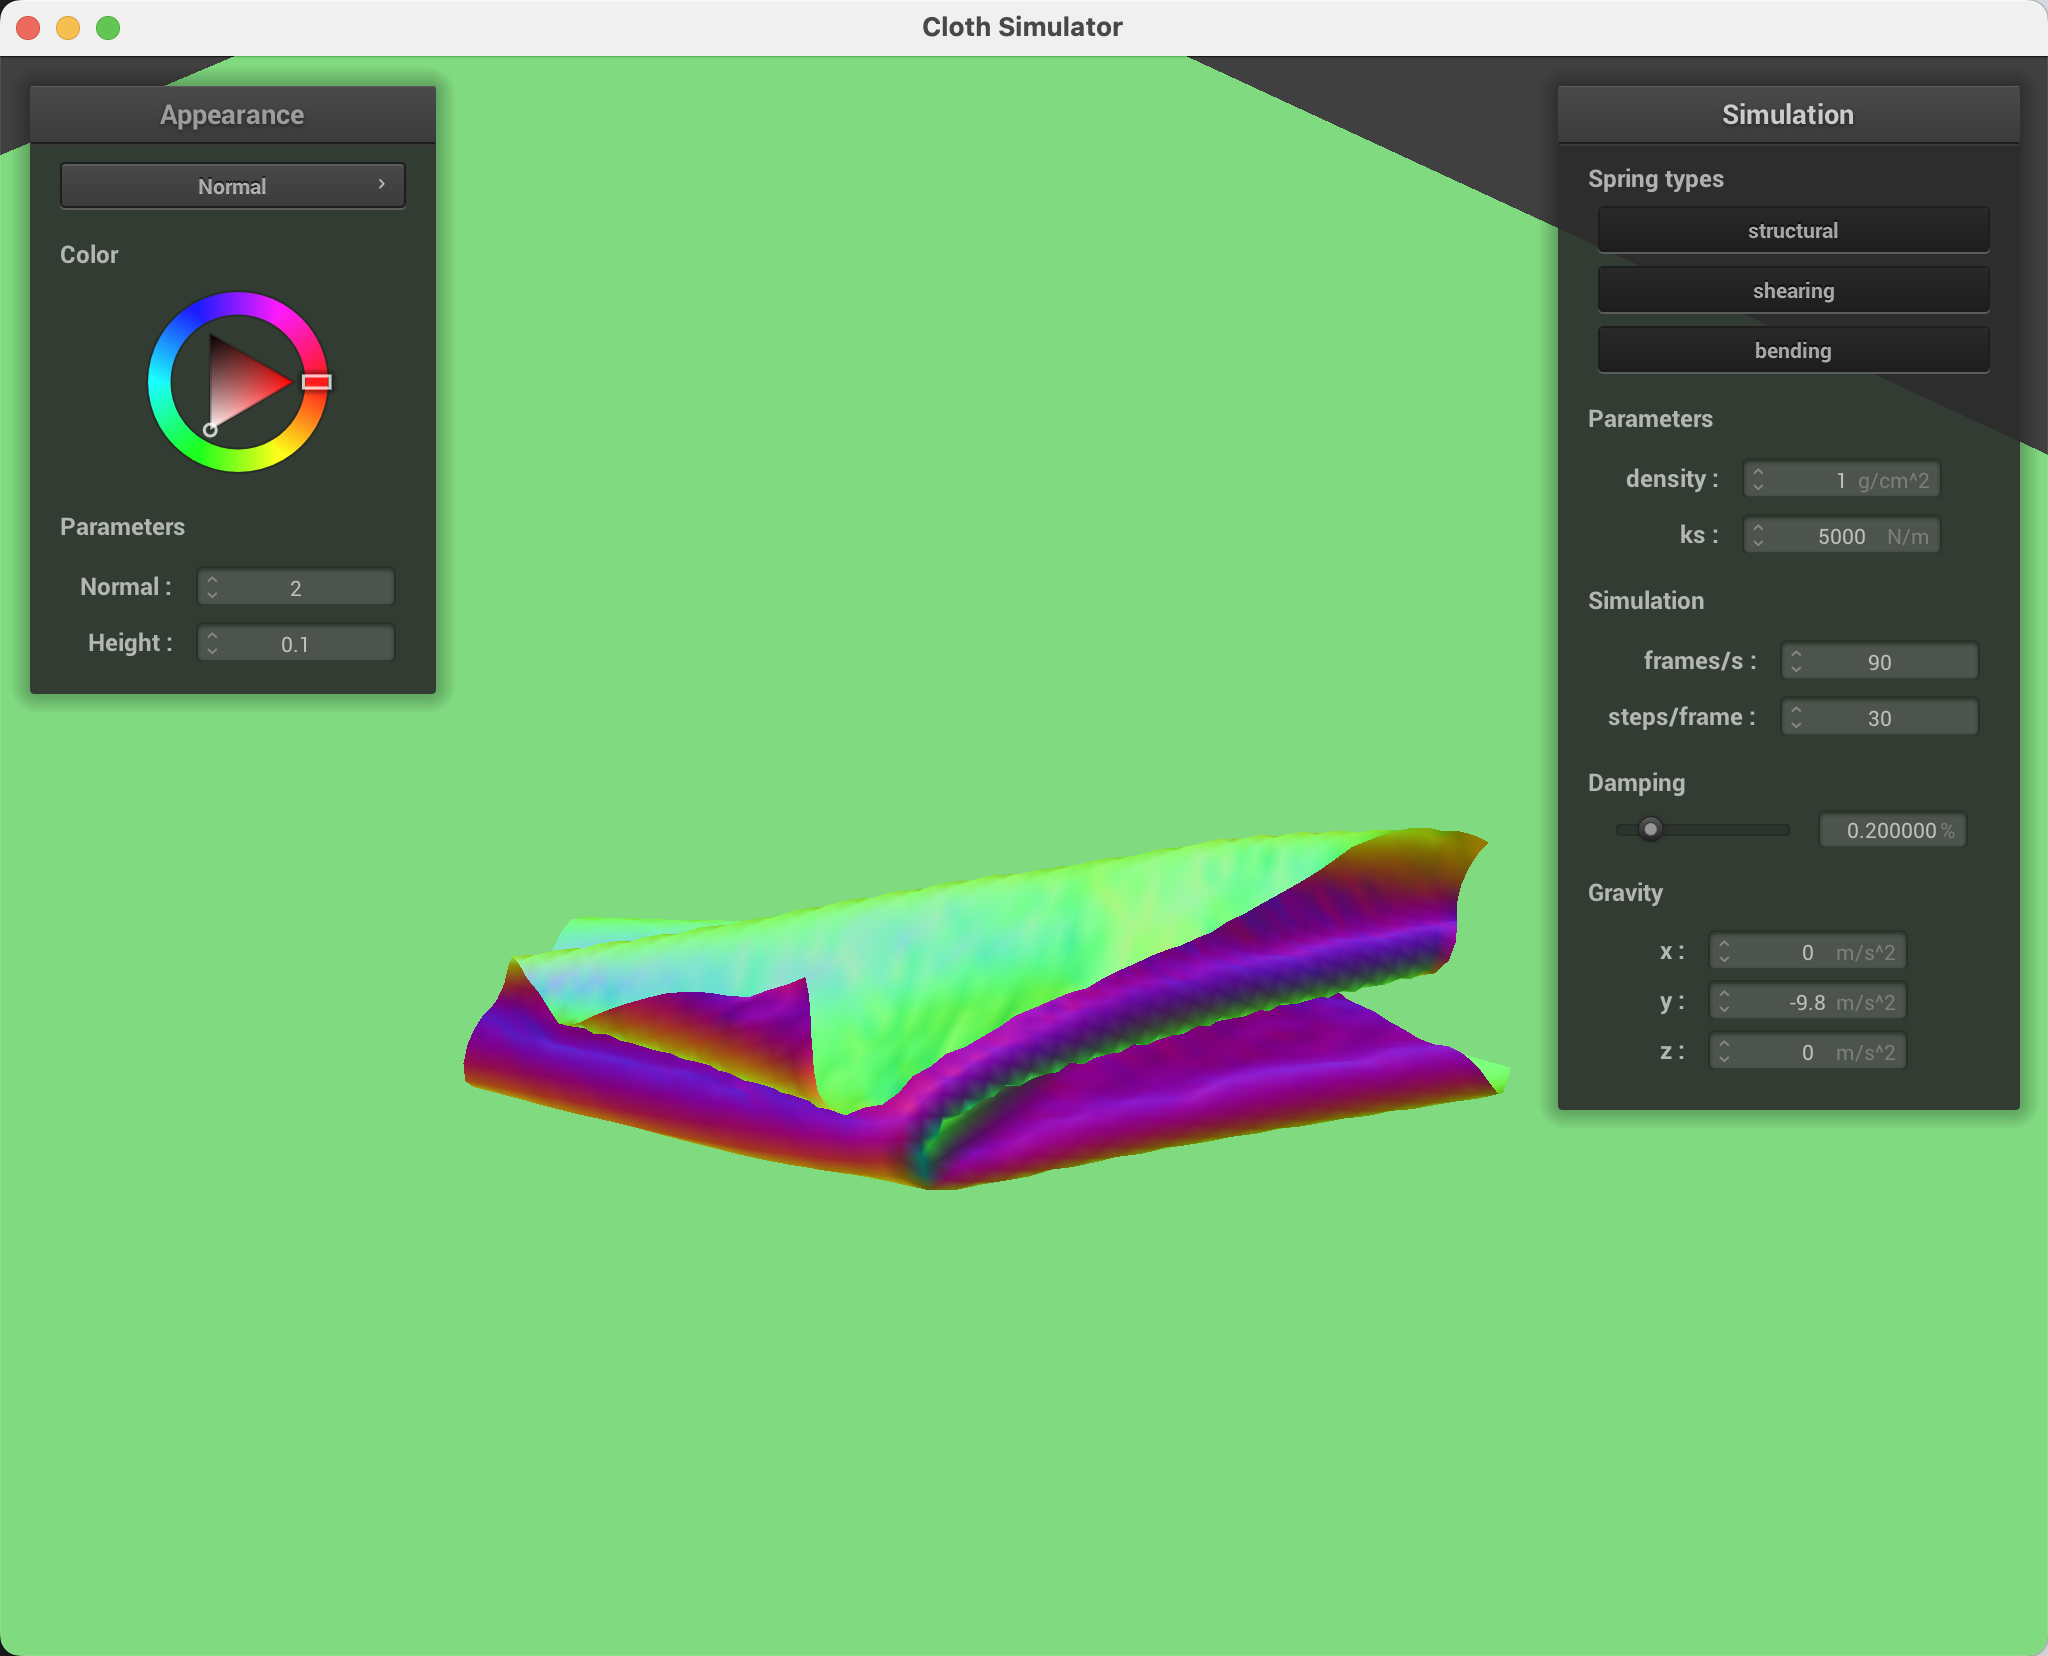 Cloth Simulator
Appearance
Normal
Color
Parameters
Normal : 2
Height : 0.1
Simulation
Spring types
structural
shearing
bending
Parameters
density : 1 g/cm^2
ks : 5000 N/m
Simulation
frames/s : 90
steps/frame : 30
Damping
0.200000 %
Gravity
x : 0 m/s^2
y : -9.8 m/s^2
z : 0 m/s^2